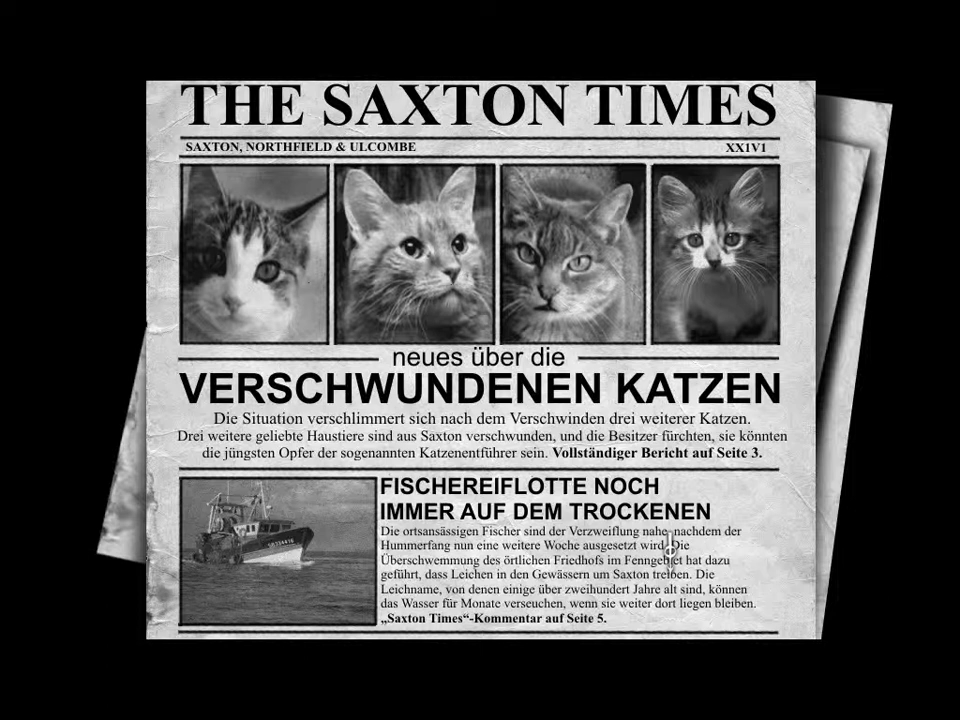 THE SAXTON TIMES
SAXTON, NORTHFIELD & ULCOMBE XX1V1
neues über die
VERSCHWUNDENEN KATZEN
Die Situation verschlimmert sich nach dem Verschwinden drei weiterer Katzen.
Drei weitere geliebte Haustiere sind aus Saxton verschwunden, und die Besitzer fürchten, sie könnten
die jüngsten Opfer der sogenannten Katzenentführer sein. Vollständiger Bericht auf Seite 3.
FISCHEREIFLOTTE NOCH
IMMER AUF DEM TROCKENEN
Die ortsansässigen Fischer sind der Verzweiflung nahe, nachdem der
Hummerfang nun eine weitere Woche ausgesetzt wird. Die
Überschwemmung des örtlichen Friedhofs im Fenngebiet hat dazu
geführt, dass Leichen in den Gewässern um Saxton treiben. Die
Leichname, von denen einige über zweihundert Jahre alt sind, können
das Wasser für Monate verseuchen, wenn sie weiter dort liegen bleiben.
„Saxton Times“-Kommentar auf Seite 5.